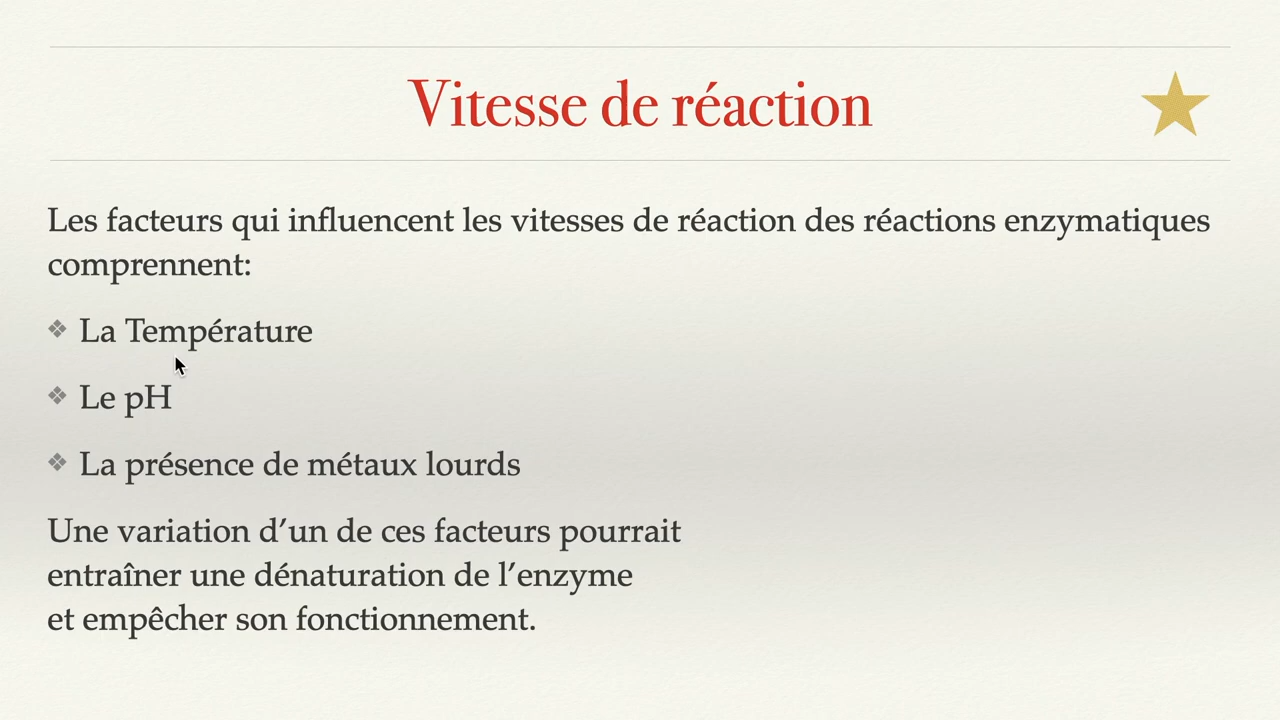 Vitesse de réaction
Les facteurs qui influencent les vitesses de réaction des réactions enzymatiques
comprennent:
❖ La Température
❖ Le pH
❖ La présence de métaux lourds
Une variation d’un de ces facteurs pourrait
entraîner une dénaturation de l’enzyme
et empêcher son fonctionnement.